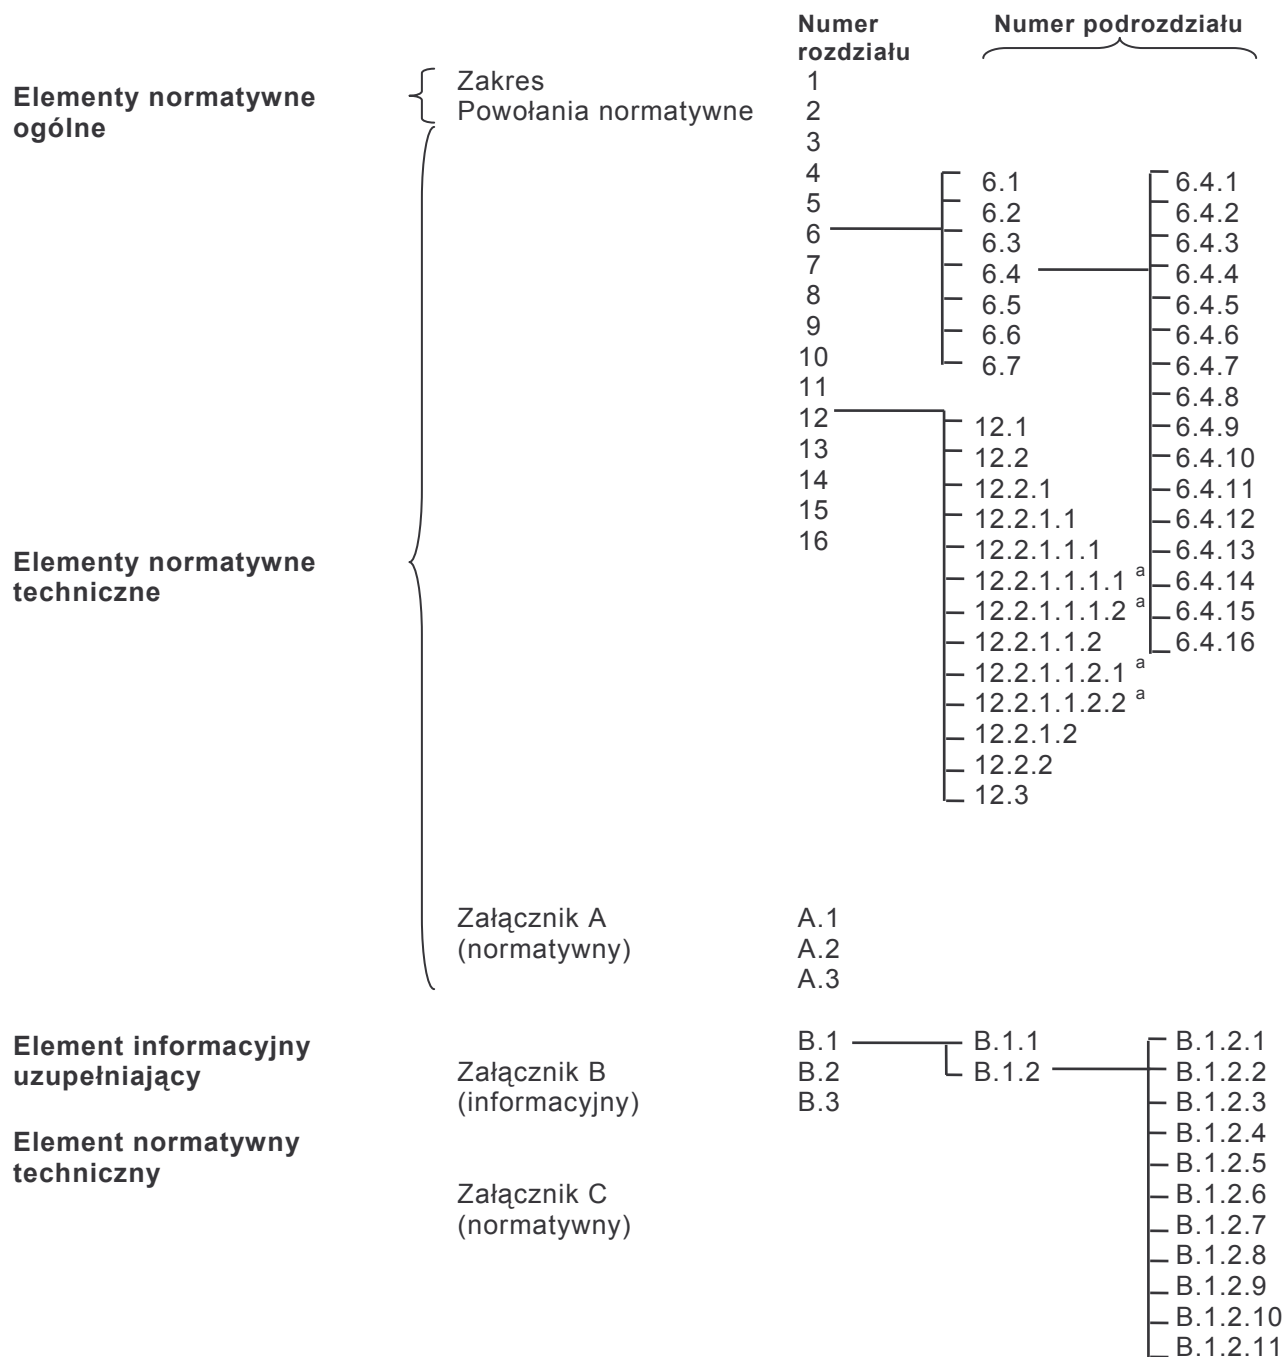 Numer
rozdziału
Numer podrozdziału
Elementy normatywne
ogólne
Zakres
Powołania normatywne
1
2
3
4
5
6
7
8
9
10
11
12
13
14
15
16
6.1
6.2
6.3
6.4
6.5
6.6
6.7
6.4.1
6.4.2
6.4.3
6.4.4
6.4.5
6.4.6
6.4.7
6.4.8
6.4.9
6.4.10
6.4.11
6.4.12
6.4.13
6.4.14
6.4.15
6.4.16
12.1
12.2
12.2.1
12.2.1.1
12.2.1.1.1
12.2.1.1.1.1 a
12.2.1.1.1.2 a
12.2.1.1.2
12.2.1.1.2.1 a
12.2.1.1.2.2 a
12.2.1.2
12.2.2
12.3
Elementy normatywne
techniczne
Załącznik A
(normatywny)
A.1
A.2
A.3
Element informacyjny
uzupełniający
Załącznik B
(informacyjny)
B.1
B.2
B.3
B.1.1
B.1.2
B.1.2.1
B.1.2.2
B.1.2.3
B.1.2.4
B.1.2.5
B.1.2.6
B.1.2.7
B.1.2.8
B.1.2.9
B.1.2.10
B.1.2.11
Element normatywny
techniczny
Załącznik C
(normatywny)